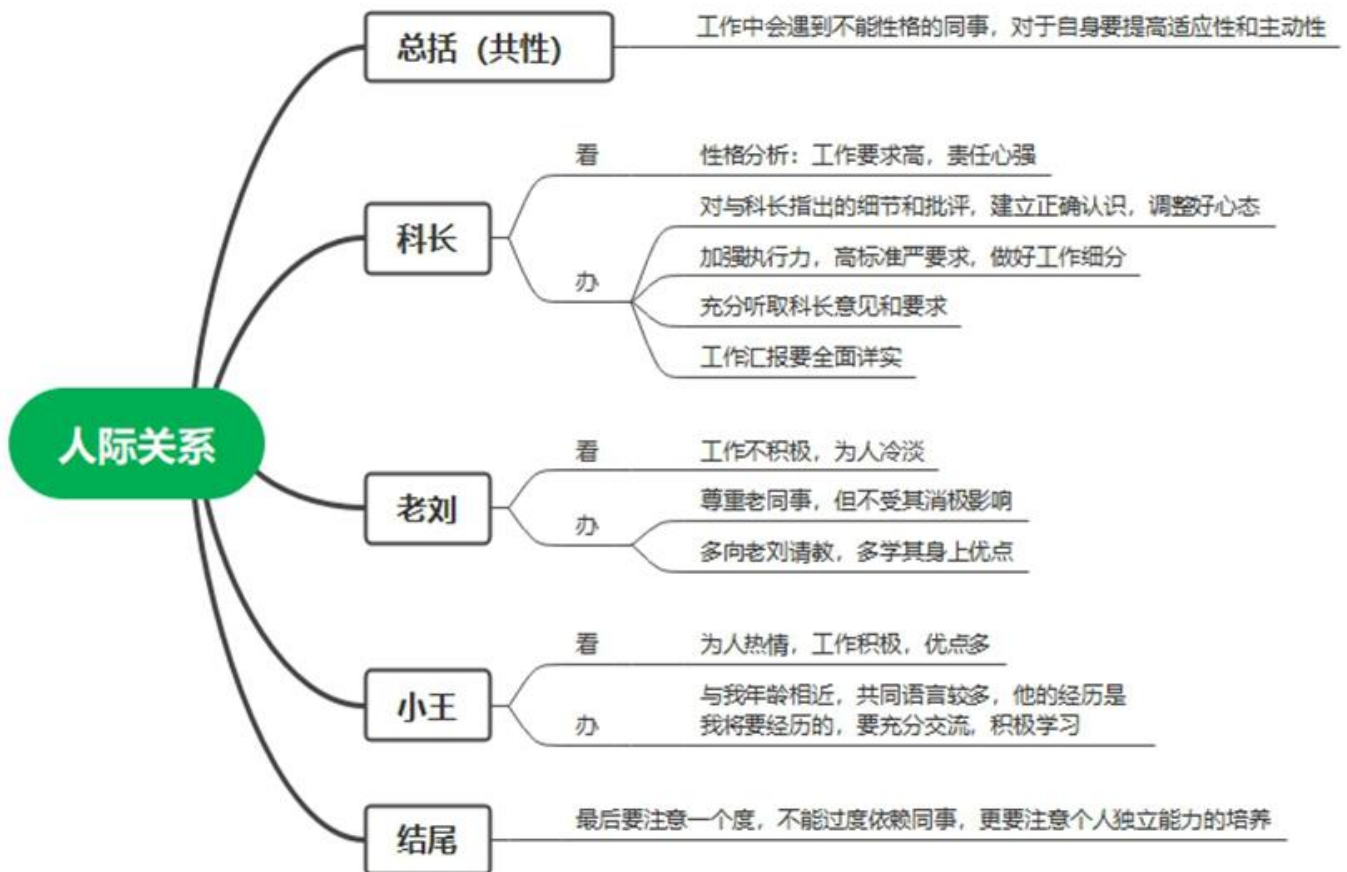 总括（共性）
工作中会遇到不能性格的同事，对于自身要提高适应性和主动性
科长
看
性格分析：工作要求高，责任心强
办
对与科长指出的细节和批评，建立正确认识，调整好心态
加强执行力，高标准严要求，做好工作细分
充分听取科长意见和要求
工作汇报要全面详实
人际关系
老刘
看
工作不积极，为人冷淡
办
尊重老同事，但不受其消极影响
多向老刘请教，多学其身上优点
小王
看
为人热情，工作积极，优点多
办
与我年龄相近，共同语言较多，他的经历是
我将要经历的，要充分交流，积极学习
结尾
最后要注意一个度，不能过度依赖同事，更要注意个人独立能力的培养